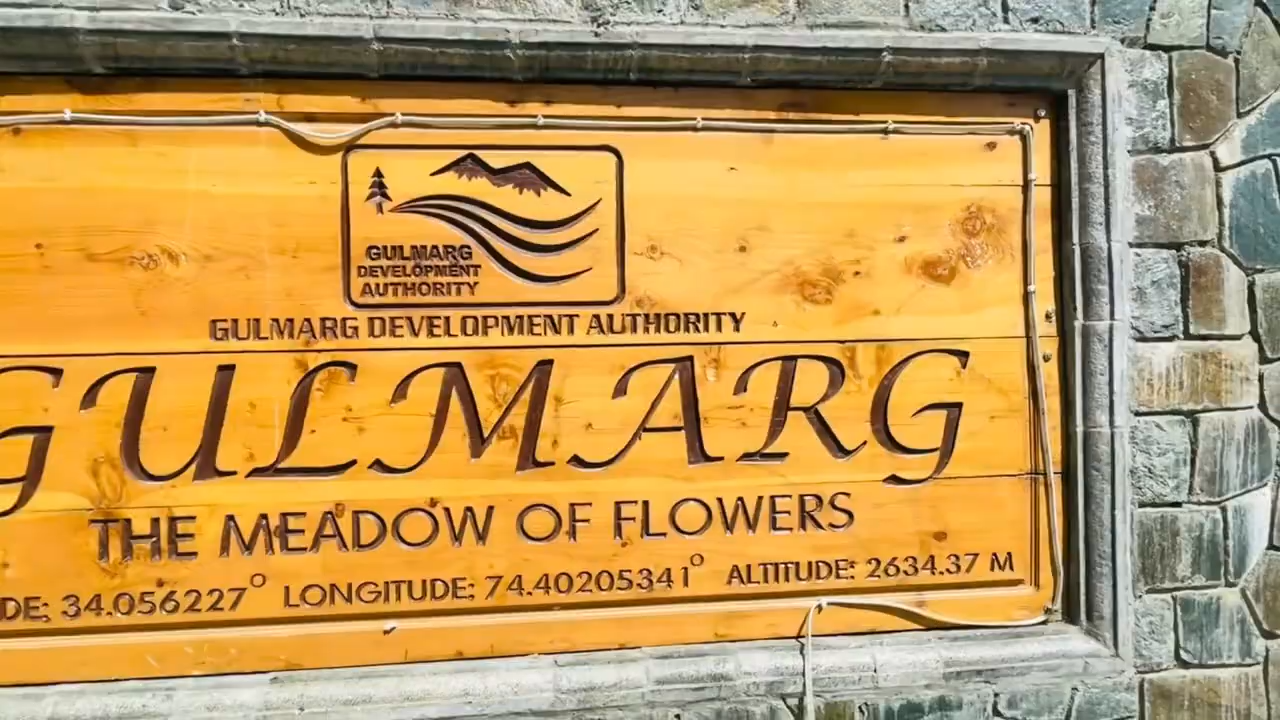 GULMARG
DEVELOPMENT
AUTHORITY
GULMARG DEVELOPMENT AUTHORITY
GULMARG
THE MEADOW OF FLOWERS
DE: 34.056227° LONGITUDE: 74.40205341° ALTITUDE: 2634.37 M